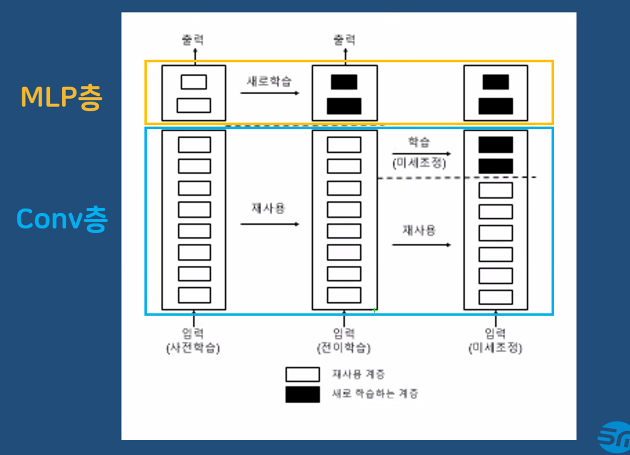 출력
출력
MLP층
새로학습
학습
(미세조정)
Conv층
재사용
재사용
입력
(사전학습)
입력
(전이학습)
입력
(미세조정)
재사용 계층
새로 학습하는 계층